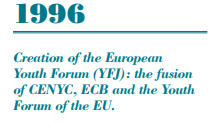 1996
Creation of the European
Youth Forum (YFJ): the fusion
of CENYC, ECB and the Youth
Forum of the EU.